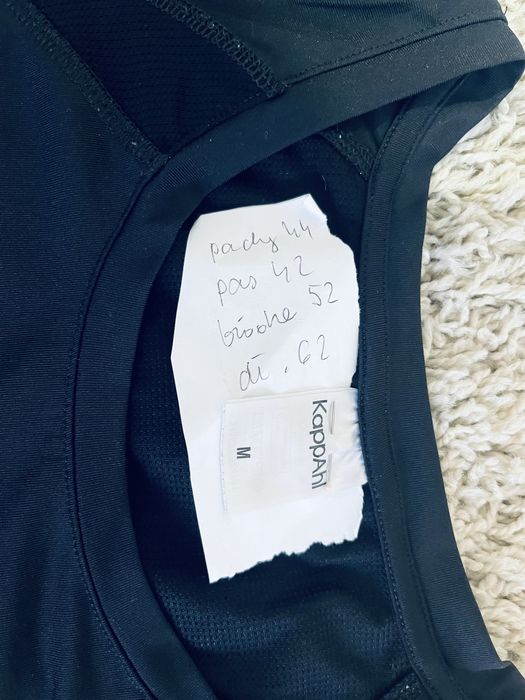 pachy 44
pas 42
biodra 52
dł. 62
KappAhl
M